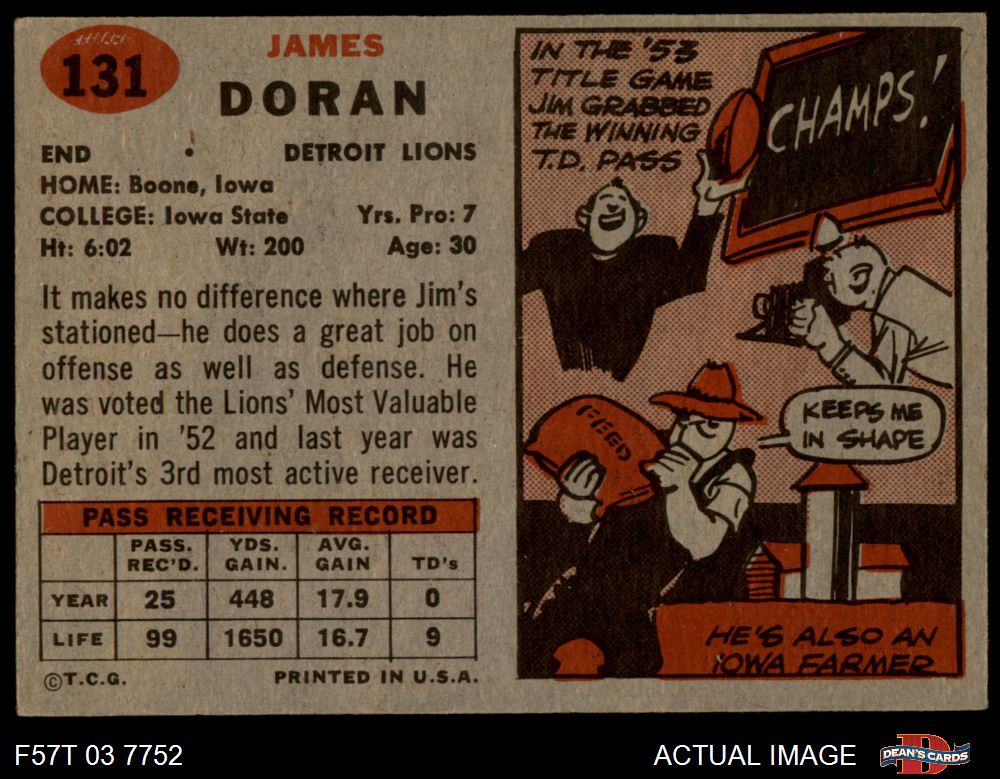 131
JAMES
DORAN
END • DETROIT LIONS
HOME: Boone, Iowa
COLLEGE: Iowa State Yrs. Pro: 7
Ht: 6:02 Wt: 200 Age: 30
It makes no difference where Jim's
stationed—he does a great job on
offense as well as defense. He
was voted the Lions' Most Valuable
Player in '52 and last year was
Detroit's 3rd most active receiver.
PASS RECEIVING RECORD
PASS. REC'D. YDS. GAIN. AVG. GAIN TD's
YEAR 25 448 17.9 0
LIFE 99 1650 16.7 9
©T.C.G. PRINTED IN U.S.A.
IN THE '53
TITLE GAME
JIM GRABBED
THE WINNING
T.D. PASS
CHAMPS!
FEED
KEEPS ME
IN SHAPE
HE'S ALSO AN
IOWA FARMER
F57T 03 7752 ACTUAL IMAGE
DEAN'S CARDS